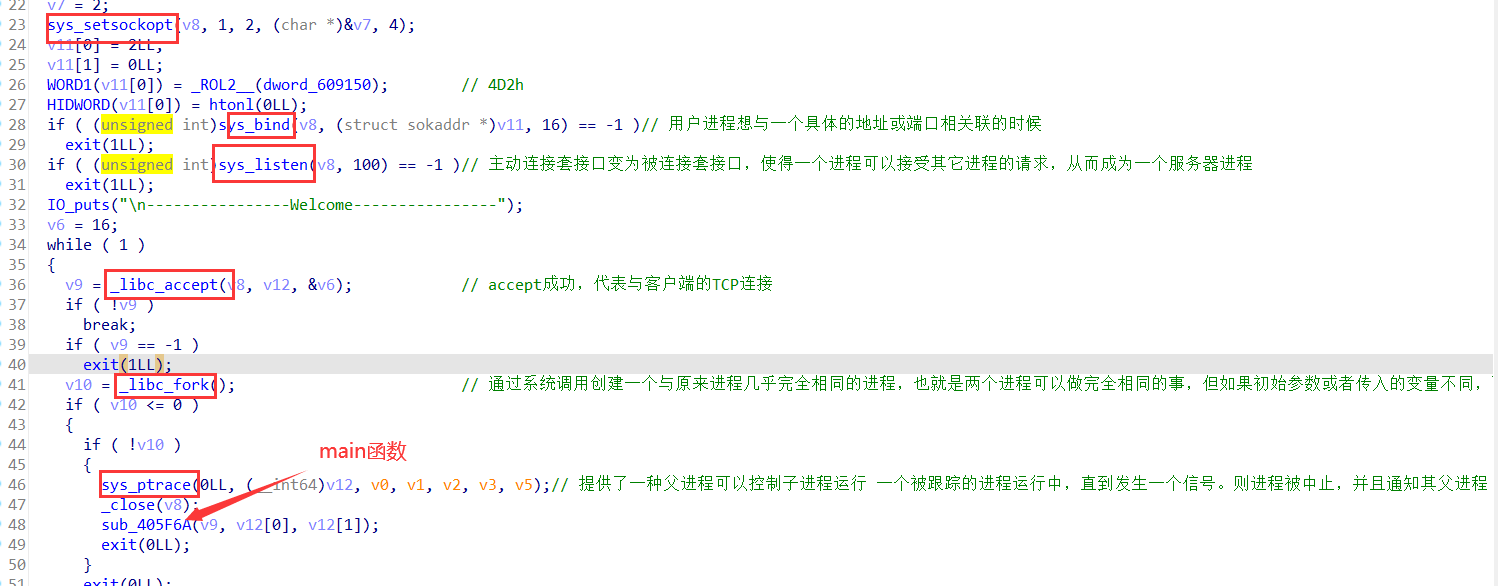 22 v7 = 2;
23 sys_setsockopt(v8, 1, 2, (char *)&v7, 4);
24 v11[0] = 2LL;
25 v11[1] = 0LL;
26 WORD1(v11[0]) = _ROL2__(dword_609150); // 4D2h
27 HIDWORD(v11[0]) = htonl(0LL);
28 if ( (unsigned int)sys_bind(v8, (struct sokaddr *)v11, 16) == -1 )// 用户进程想与一个具体的地址或端口相关联的时候
29 exit(1LL);
30 if ( (unsigned int)sys_listen(v8, 100) == -1 )// 主动连接套接口变为被连接套接口，使得一个进程可以接受其它进程的请求，从而成为一个服务器进程
31 exit(1LL);
32 IO_puts("\n----------------Welcome----------------");
33 v6 = 16;
34 while ( 1 )
35 {
36 v9 = _libc_accept(v8, v12, &v6); // accept成功，代表与客户端的TCP连接
37 if ( !v9 )
38 break;
39 if ( v9 == -1 )
40 exit(1LL);
41 v10 = _libc_fork(); // 通过系统调用创建一个与原来进程几乎完全相同的进程，也就是两个进程可以做完全相同的事，但如果初始参数或者传入的变量不同，
42 if ( v10 <= 0 )
43 {
44 if ( !v10 )
main函数
45 {
46 sys_ptrace(0LL, (__int64)v12, v0, v1, v2, v3, v5);// 提供了一种父进程可以控制子进程运行 一个被跟踪的进程运行中，直到发生一个信号。则进程被中止，并且通知其父进程
47 _close(v8);
48 sub_405F6A(v9, v12[0], v12[1]);
49 exit(0LL);
50 }
51 exit(0LL);